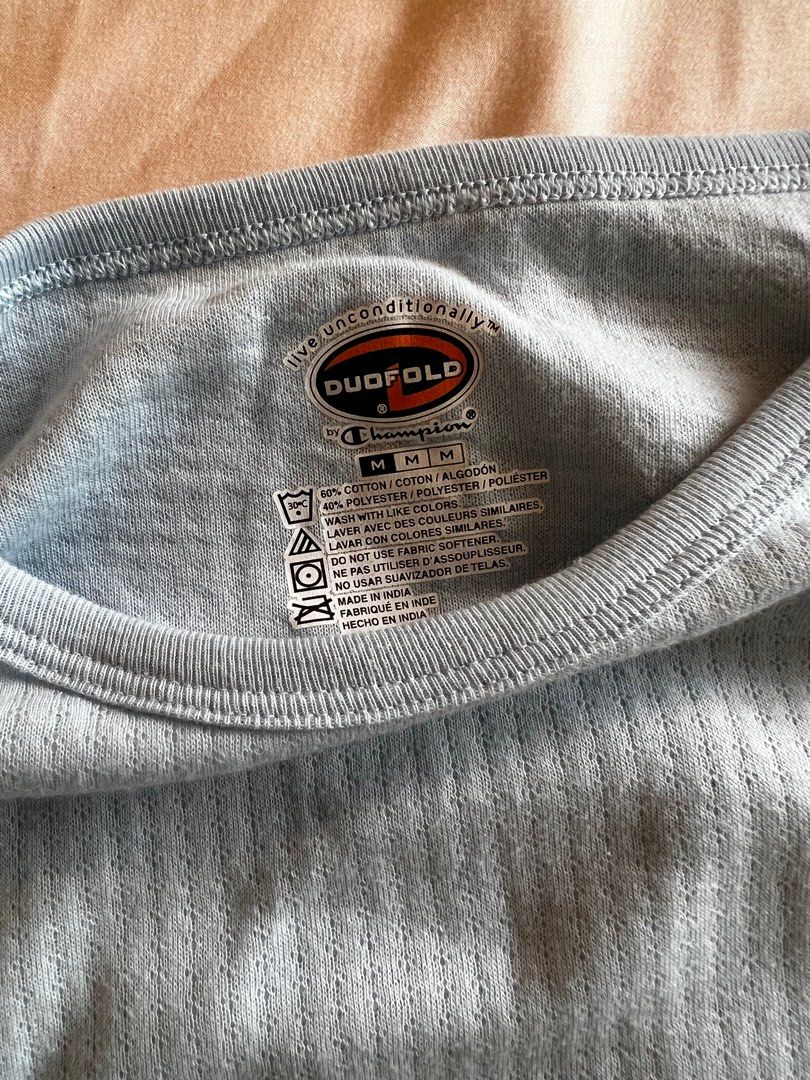 live unconditionally™
DUOFOLD
®
by Champion®
M M M
60% COTTON / COTON / ALGODÓN
40% POLYESTER / POLYESTER / POLIÉSTER
30°C
WASH WITH LIKE COLORS.
LAVER AVEC DES COULEURS SIMILAIRES,
LAVAR CON COLORES SIMILARES.
DO NOT USE FABRIC SOFTENER.
NE PAS UTILISER D'ASSOUPLISSEUR.
NO USAR SUAVIZADOR DE TELAS.
MADE IN INDIA
FABRIQUÉ EN INDE
HECHO EN INDIA